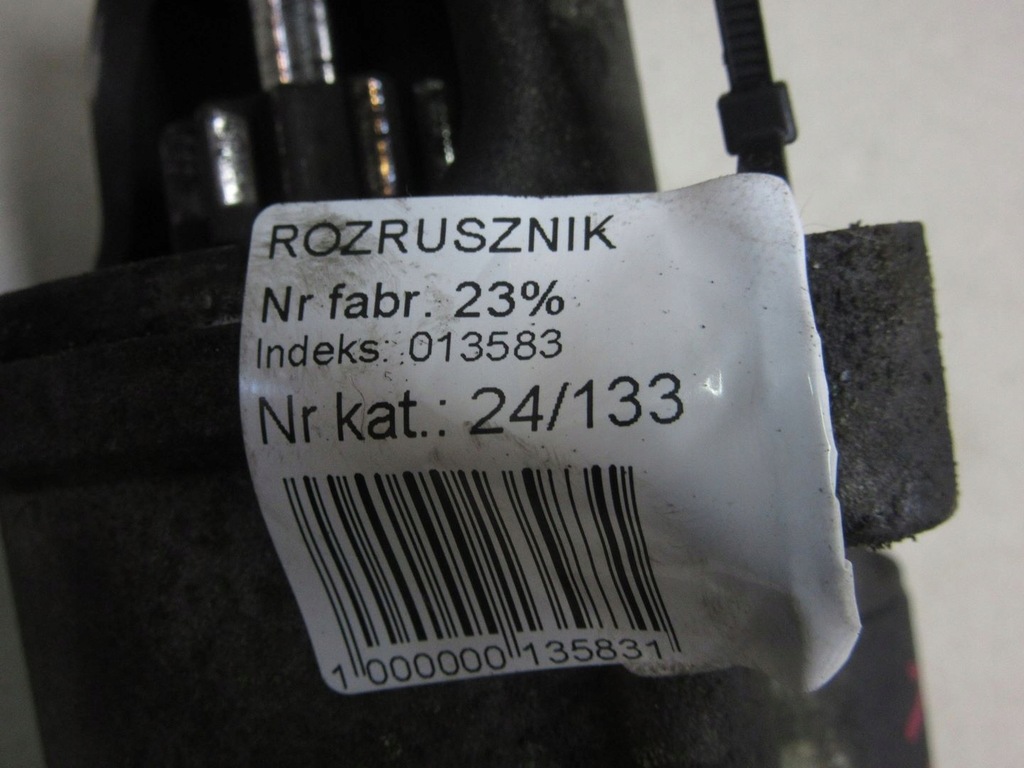 ROZRUSZNIK
Nr fabr. 23%
Indeks: 013583
Nr kat.: 24/133
1 000000 135831